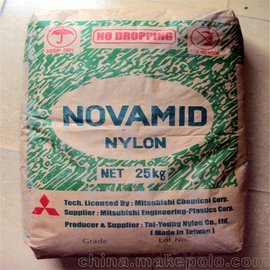 NO DROPPING
KEEP DRY
NOVAMID
NYLON
NET 25kg
Tech. Licensed By : Mitsubishi Chemical Corp.
Supplier : Mitsubishi Engineering-Plastics Corp.
Producer & Supplier : Tai-Young Nylon Co., Ltd.
( Made in Taiwan )
Grade
Lot No.
china.makepolo.com